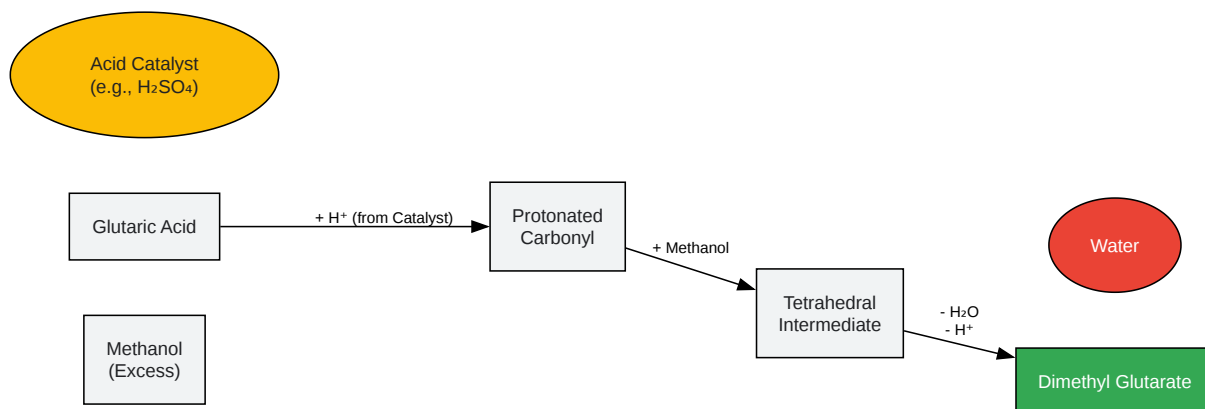 Acid Catalyst
(e.g., H₂SO₄)
Glutaric Acid
+ H⁺ (from Catalyst)
Protonated
Carbonyl
+ Methanol
Water
Tetrahedral
Intermediate
- H₂O
- H⁺
Methanol
(Excess)
Dimethyl Glutarate